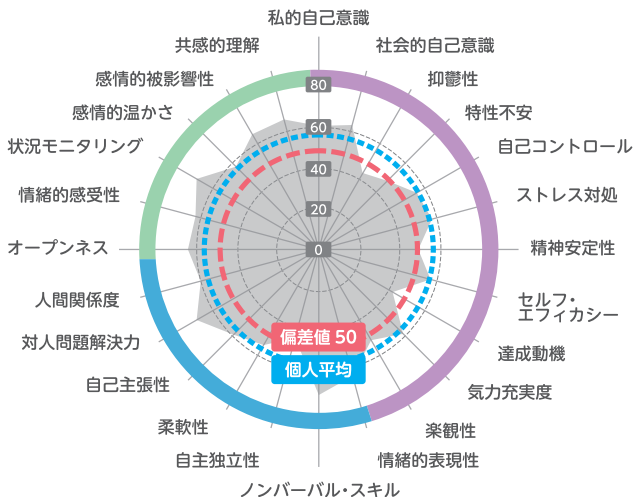 私的自己意識
共感的理解
社会的自己意識
感情的被影響性
抑鬱性
感情的温かさ
特性不安
状況モニタリング
自己コントロール
情緒的感受性
ストレス対処
オープンネス
精神安定性
人間関係度
セルフ・
エフィカシー
対人問題解決力
達成動機
自己主張性
気力充実度
柔軟性
楽観性
自主独立性
情緒的表現性
ノンバーバル・スキル
80
60
40
20
0
偏差値 50
個人平均